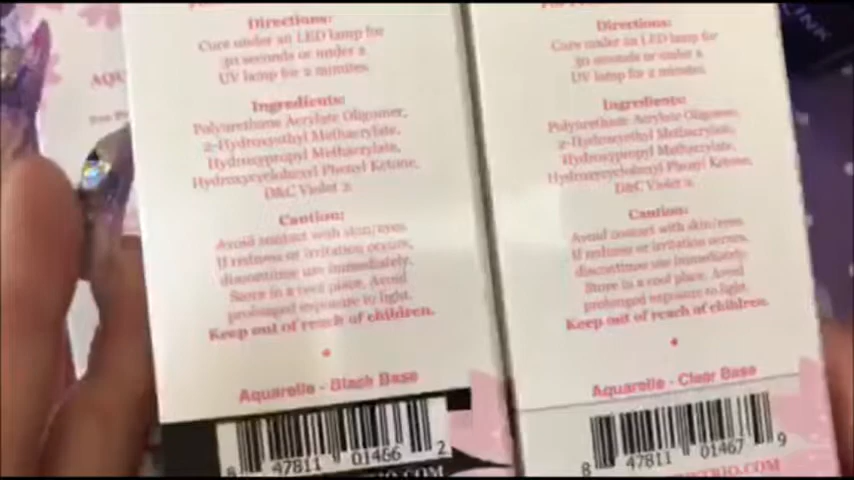 Directions:
Cure under an LED lamp for
30 seconds or under a
UV lamp for 2 minutes.
Ingredients:
Polyurethane Acrylate Oligomer,
2-Hydroxyethyl Methacrylate,
Hydroxypropyl Methacrylate,
Hydroxycyclohexyl Phenyl Ketone,
D&C Violet 2
Caution:
Avoid contact with skin/eyes.
If redness or irritation occurs,
discontinue use immediately.
Store in a cool place. Avoid
prolonged exposure to light.
Keep out of reach of children.
Aquarelle - Black Base
8 47811 01466 2
Directions:
Cure under an LED lamp for
30 seconds or under a
UV lamp for 2 minutes.
Ingredients:
Polyurethane Acrylate Oligomer,
2-Hydroxyethyl Methacrylate,
Hydroxypropyl Methacrylate,
Hydroxycyclohexyl Phenyl Ketone,
D&C Violet 2
Caution:
Avoid contact with skin/eyes.
If redness or irritation occurs,
discontinue use immediately.
Store in a cool place. Avoid
prolonged exposure to light.
Keep out of reach of children.
Aquarelle - Clear Base
8 47811 01467 9